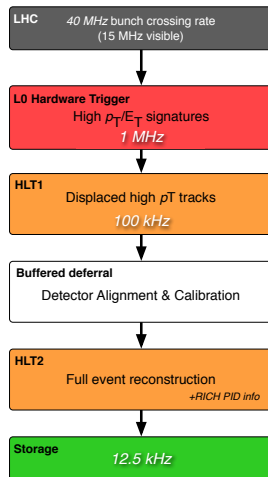 LHC 40 MHz bunch crossing rate
(15 MHz visible)
L0 Hardware Trigger
High pT/ET signatures
1 MHz
HLT1
Displaced high pT tracks
100 kHz
Buffered deferral
Detector Alignment & Calibration
HLT2
Full event reconstruction
+RICH PID info
Storage
12.5 kHz